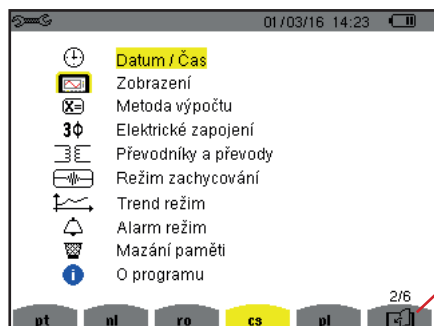 01/03/16 14:23
Datum / Čas
Zobrazení
X= Metoda výpočtu
3Φ Elektrické zapojení
Převodníky a převody
Režim zachycování
Trend režim
Alarm režim
Mazání paměti
i O programu
2/6
pt nl ro cs pl